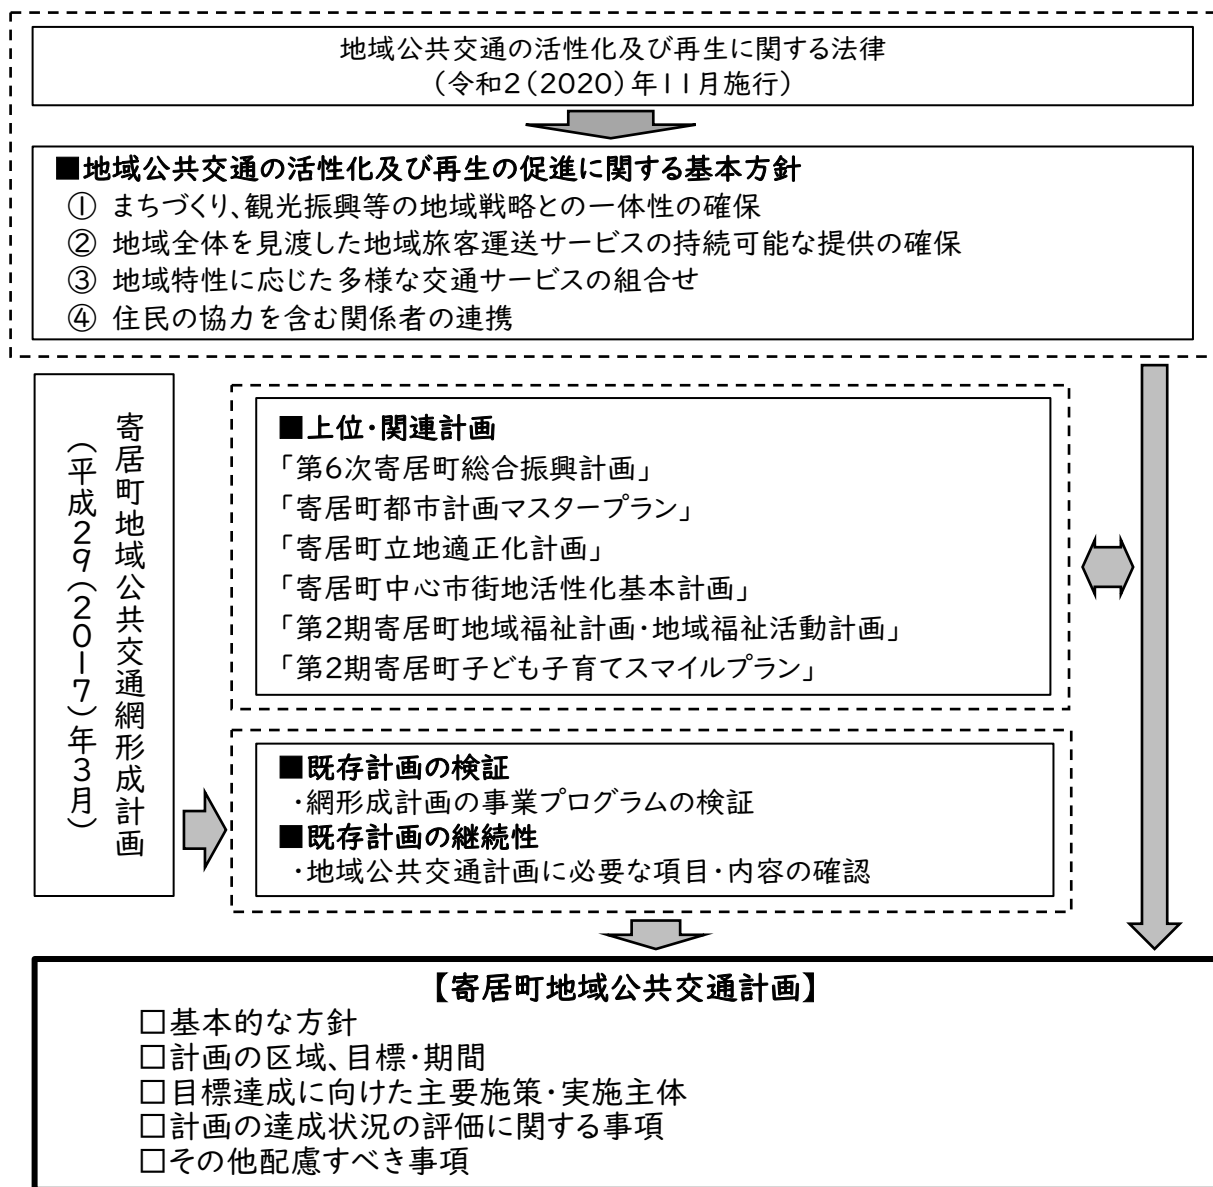 地域公共交通の活性化及び再生に関する法律
（令和2（2020）年11月施行）
■地域公共交通の活性化及び再生の促進に関する基本方針
① まちづくり、観光振興等の地域戦略との一体性の確保
② 地域全体を見渡した地域旅客運送サービスの持続可能な提供の確保
③ 地域特性に応じた多様な交通サービスの組合せ
④ 住民の協力を含む関係者の連携
寄居町地域公共交通網形成計画
（平成29（2017）年3月）
■上位・関連計画
「第6次寄居町総合振興計画」
「寄居町都市計画マスタープラン」
「寄居町立地適正化計画」
「寄居町中心市街地活性化基本計画」
「第2期寄居町地域福祉計画・地域福祉活動計画」
「第2期寄居町子ども子育てスマイルプラン」
■既存計画の検証
・網形成計画の事業プログラムの検証
■既存計画の継続性
・地域公共交通計画に必要な項目・内容の確認
【寄居町地域公共交通計画】
□基本的な方針
□計画の区域、目標・期間
□目標達成に向けた主要施策・実施主体
□計画の達成状況の評価に関する事項
□その他配慮すべき事項